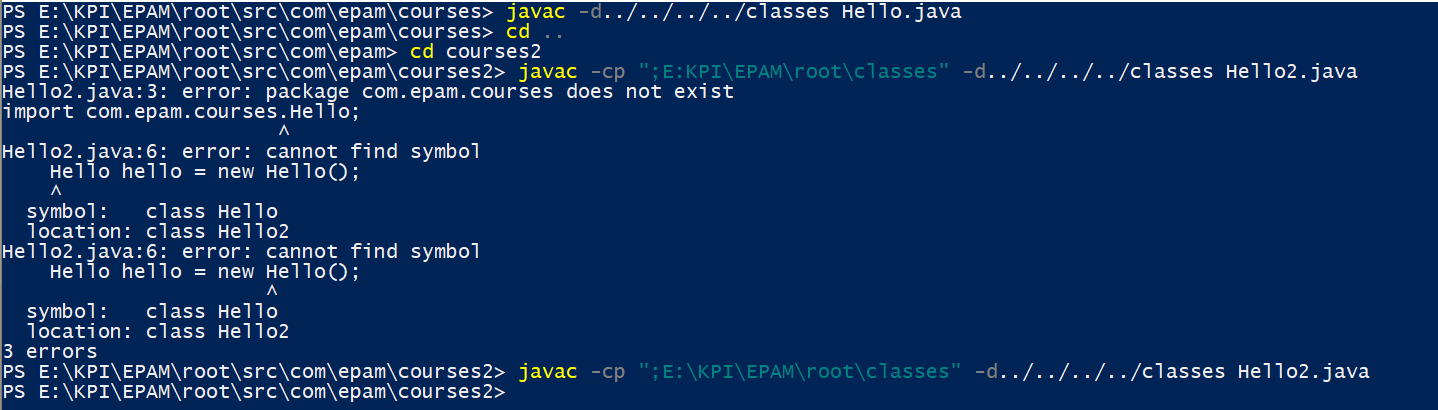 PS E:\KPI\EPAM\root\src\com\epam\courses> javac -d../../../../classes Hello.java
PS E:\KPI\EPAM\root\src\com\epam\courses> cd ..
PS E:\KPI\EPAM\root\src\com\epam> cd courses2
PS E:\KPI\EPAM\root\src\com\epam\courses2> javac -cp ";E:KPI\EPAM\root\classes" -d../../../../classes Hello2.java
Hello2.java:3: error: package com.epam.courses does not exist
import com.epam.courses.Hello;
                       ^
Hello2.java:6: error: cannot find symbol
    Hello hello = new Hello();
    ^
  symbol:   class Hello
  location: class Hello2
Hello2.java:6: error: cannot find symbol
    Hello hello = new Hello();
                      ^
  symbol:   class Hello
  location: class Hello2
3 errors
PS E:\KPI\EPAM\root\src\com\epam\courses2> javac -cp ";E:\KPI\EPAM\root\classes" -d../../../../classes Hello2.java
PS E:\KPI\EPAM\root\src\com\epam\courses2>